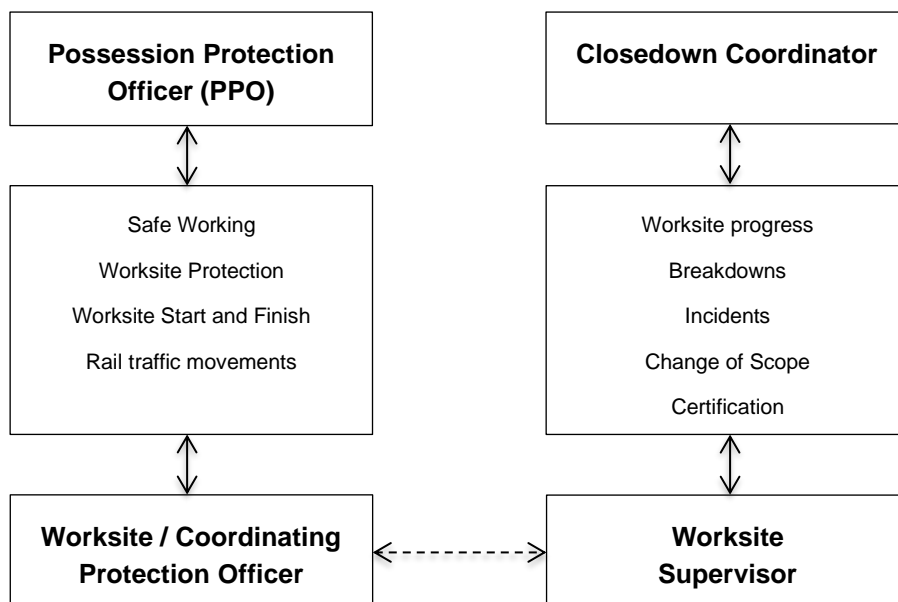 Possession Protection
Officer (PPO)
Closedown Coordinator
Safe Working
Worksite Protection
Worksite Start and Finish
Rail traffic movements
Worksite progress
Breakdowns
Incidents
Change of Scope
Certification
Worksite / Coordinating
Protection Officer
Worksite
Supervisor